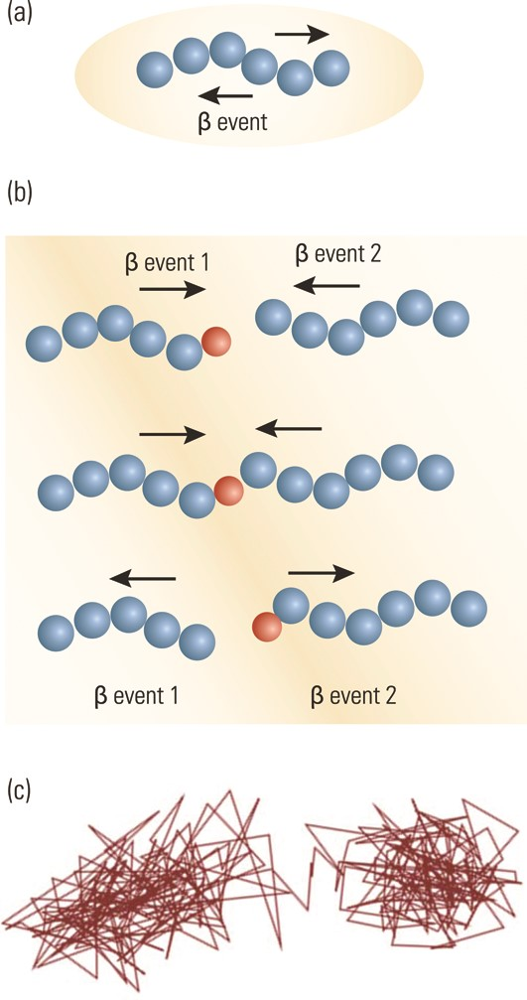 (a)
β event
(b)
β event 1
β event 2
β event 1
β event 2
(c)